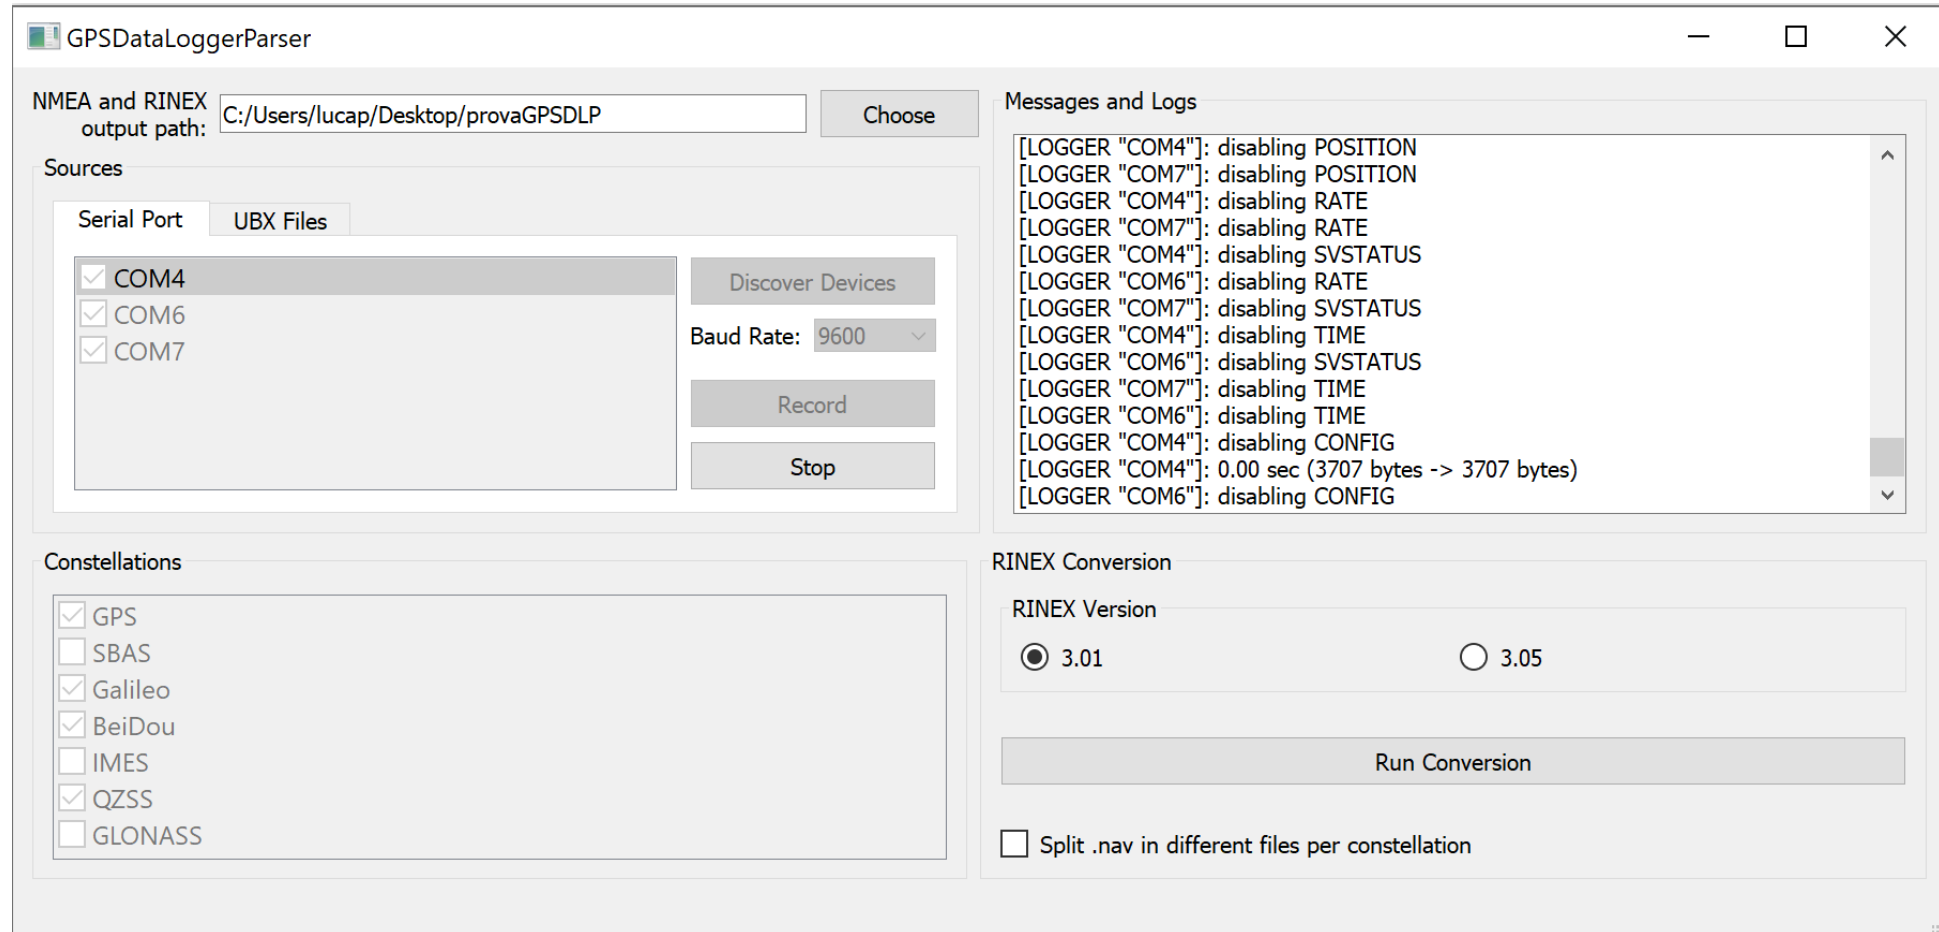 GPSDataLoggerParser
NMEA and RINEX
output path:
C:/Users/lucap/Desktop/provaGPSDLP
Choose
Sources
Serial Port
UBX Files
COM4
COM6
COM7
Discover Devices
Baud Rate:
9600
Record
Stop
Messages and Logs
[LOGGER "COM4"]: disabling POSITION
[LOGGER "COM7"]: disabling POSITION
[LOGGER "COM4"]: disabling RATE
[LOGGER "COM7"]: disabling RATE
[LOGGER "COM4"]: disabling SVSTATUS
[LOGGER "COM6"]: disabling RATE
[LOGGER "COM7"]: disabling SVSTATUS
[LOGGER "COM4"]: disabling TIME
[LOGGER "COM6"]: disabling SVSTATUS
[LOGGER "COM7"]: disabling TIME
[LOGGER "COM6"]: disabling TIME
[LOGGER "COM4"]: disabling CONFIG
[LOGGER "COM4"]: 0.00 sec (3707 bytes -> 3707 bytes)
[LOGGER "COM6"]: disabling CONFIG
Constellations
GPS
SBAS
Galileo
BeiDou
IMES
QZSS
GLONASS
RINEX Conversion
RINEX Version
3.01
3.05
Run Conversion
Split .nav in different files per constellation